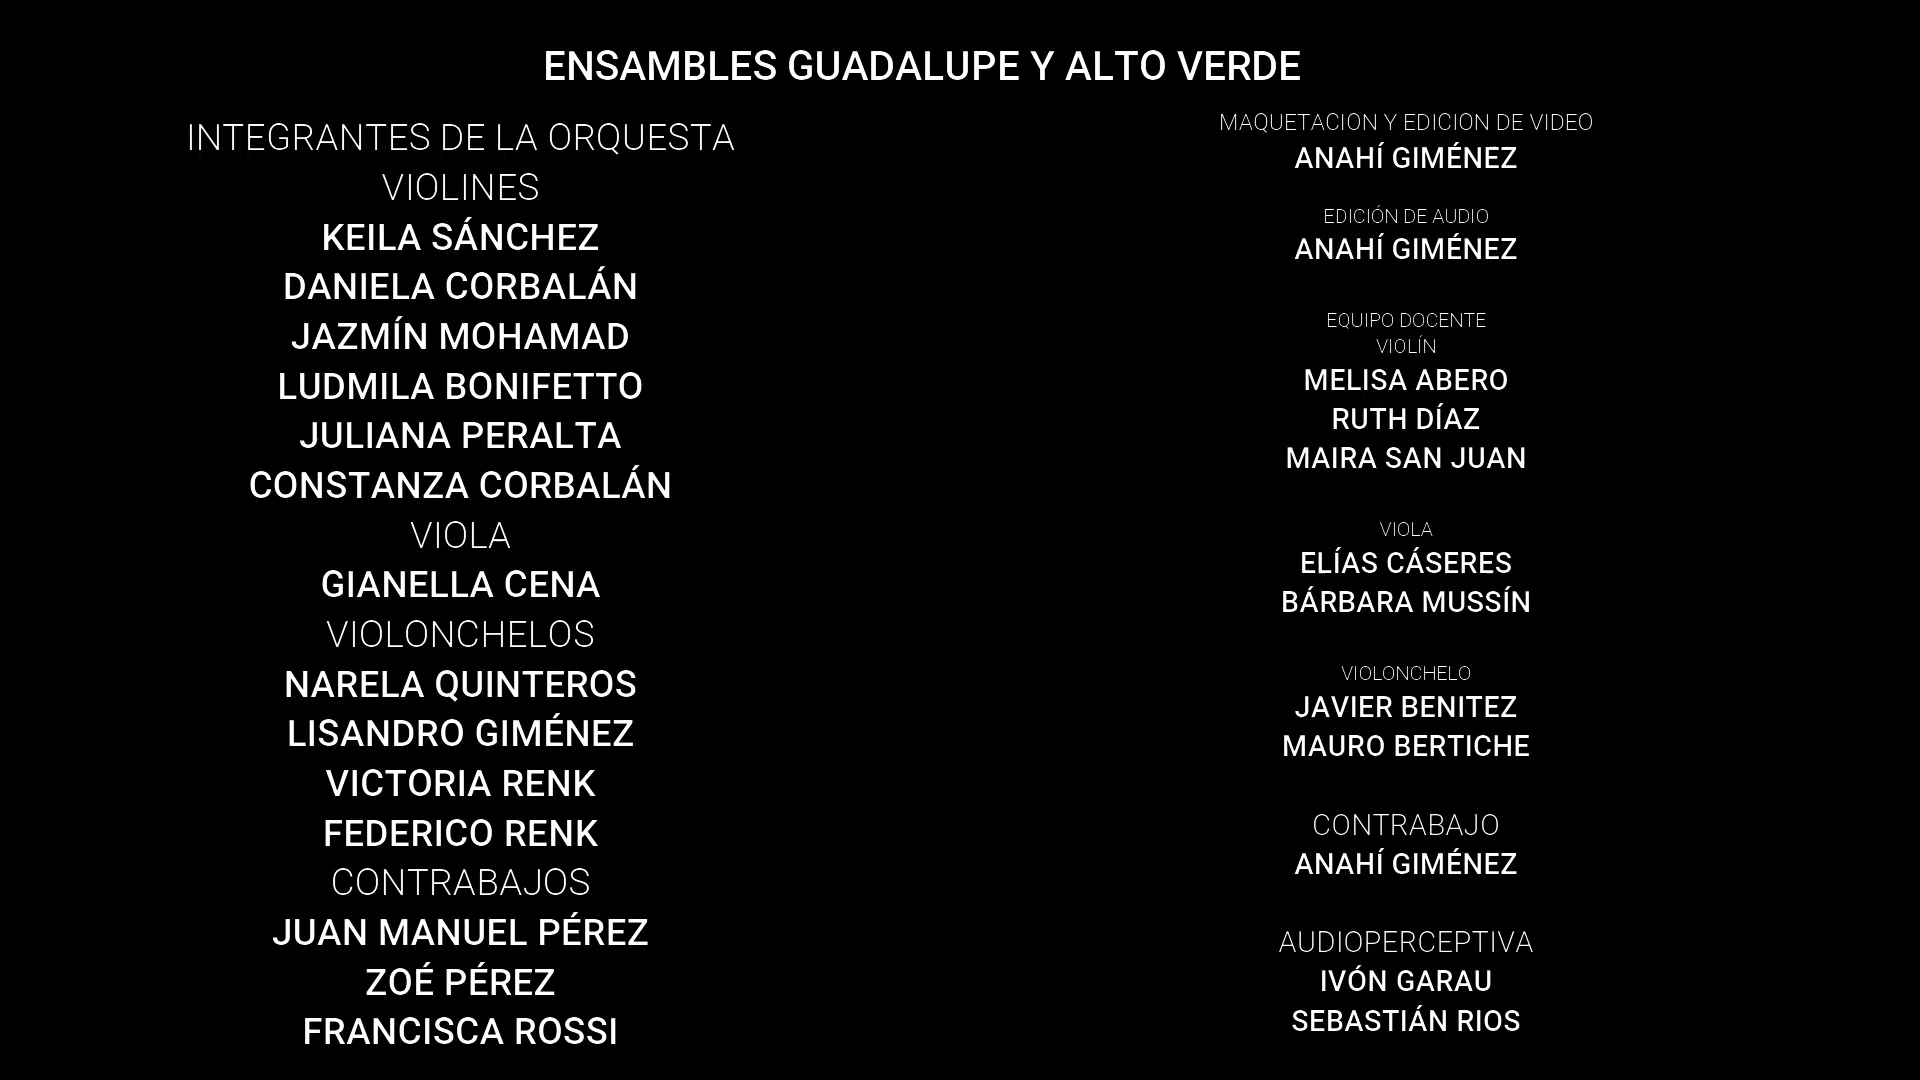 ENSAMBLES GUADALUPE Y ALTO VERDE
INTEGRANTES DE LA ORQUESTA
VIOLINES
KEILA SÁNCHEZ
DANIELA CORBALÁN
JAZMÍN MOHAMAD
LUDMILA BONIFETTO
JULIANA PERALTA
CONSTANZA CORBALÁN
VIOLA
GIANELLA CENA
VIOLONCHELOS
NARELA QUINTEROS
LISANDRO GIMÉNEZ
VICTORIA RENK
FEDERICO RENK
CONTRABAJOS
JUAN MANUEL PÉREZ
ZOÉ PÉREZ
FRANCISCA ROSSI
MAQUETACION Y EDICION DE VIDEO
ANAHÍ GIMÉNEZ
EDICIÓN DE AUDIO
ANAHÍ GIMÉNEZ
EQUIPO DOCENTE
VIOLÍN
MELISA ABERO
RUTH DÍAZ
MAIRA SAN JUAN
VIOLA
ELÍAS CÁSERES
BÁRBARA MUSSÍN
VIOLONCHELO
JAVIER BENITEZ
MAURO BERTICHE
CONTRABAJO
ANAHÍ GIMÉNEZ
AUDIOPERCEPTIVA
IVÓN GARAU
SEBASTIÁN RIOS